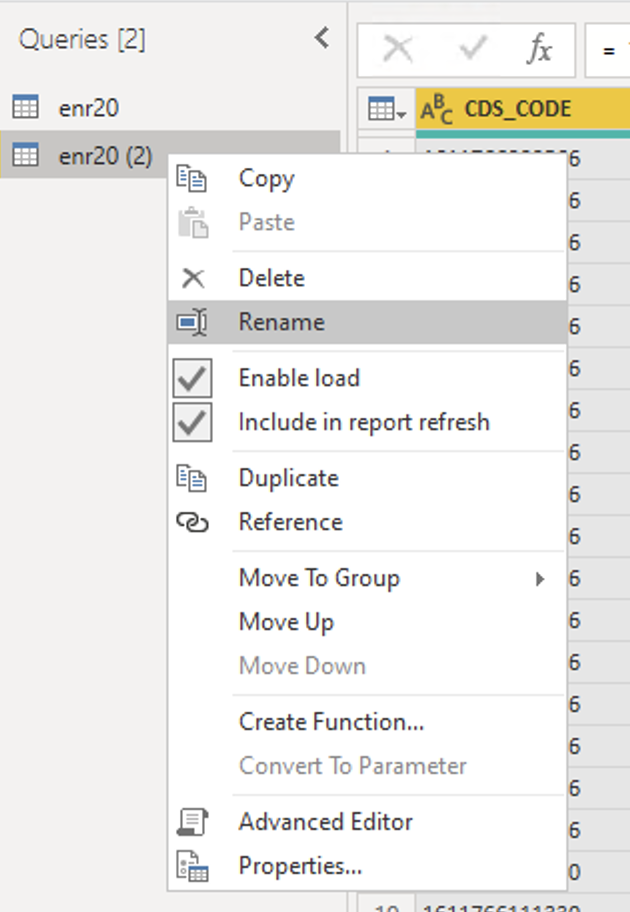 Queries [2]
fx
=
enr20
ABC CDS_CODE
enr20 (2)
Copy
6
Paste
6
6
Delete
6
Rename
6
Enable load
6
Include in report refresh
6
6
Duplicate
6
Reference
6
Move To Group
6
Move Up
6
Move Down
6
6
Create Function...
6
Convert To Parameter
6
6
Advanced Editor
6
Properties...
0